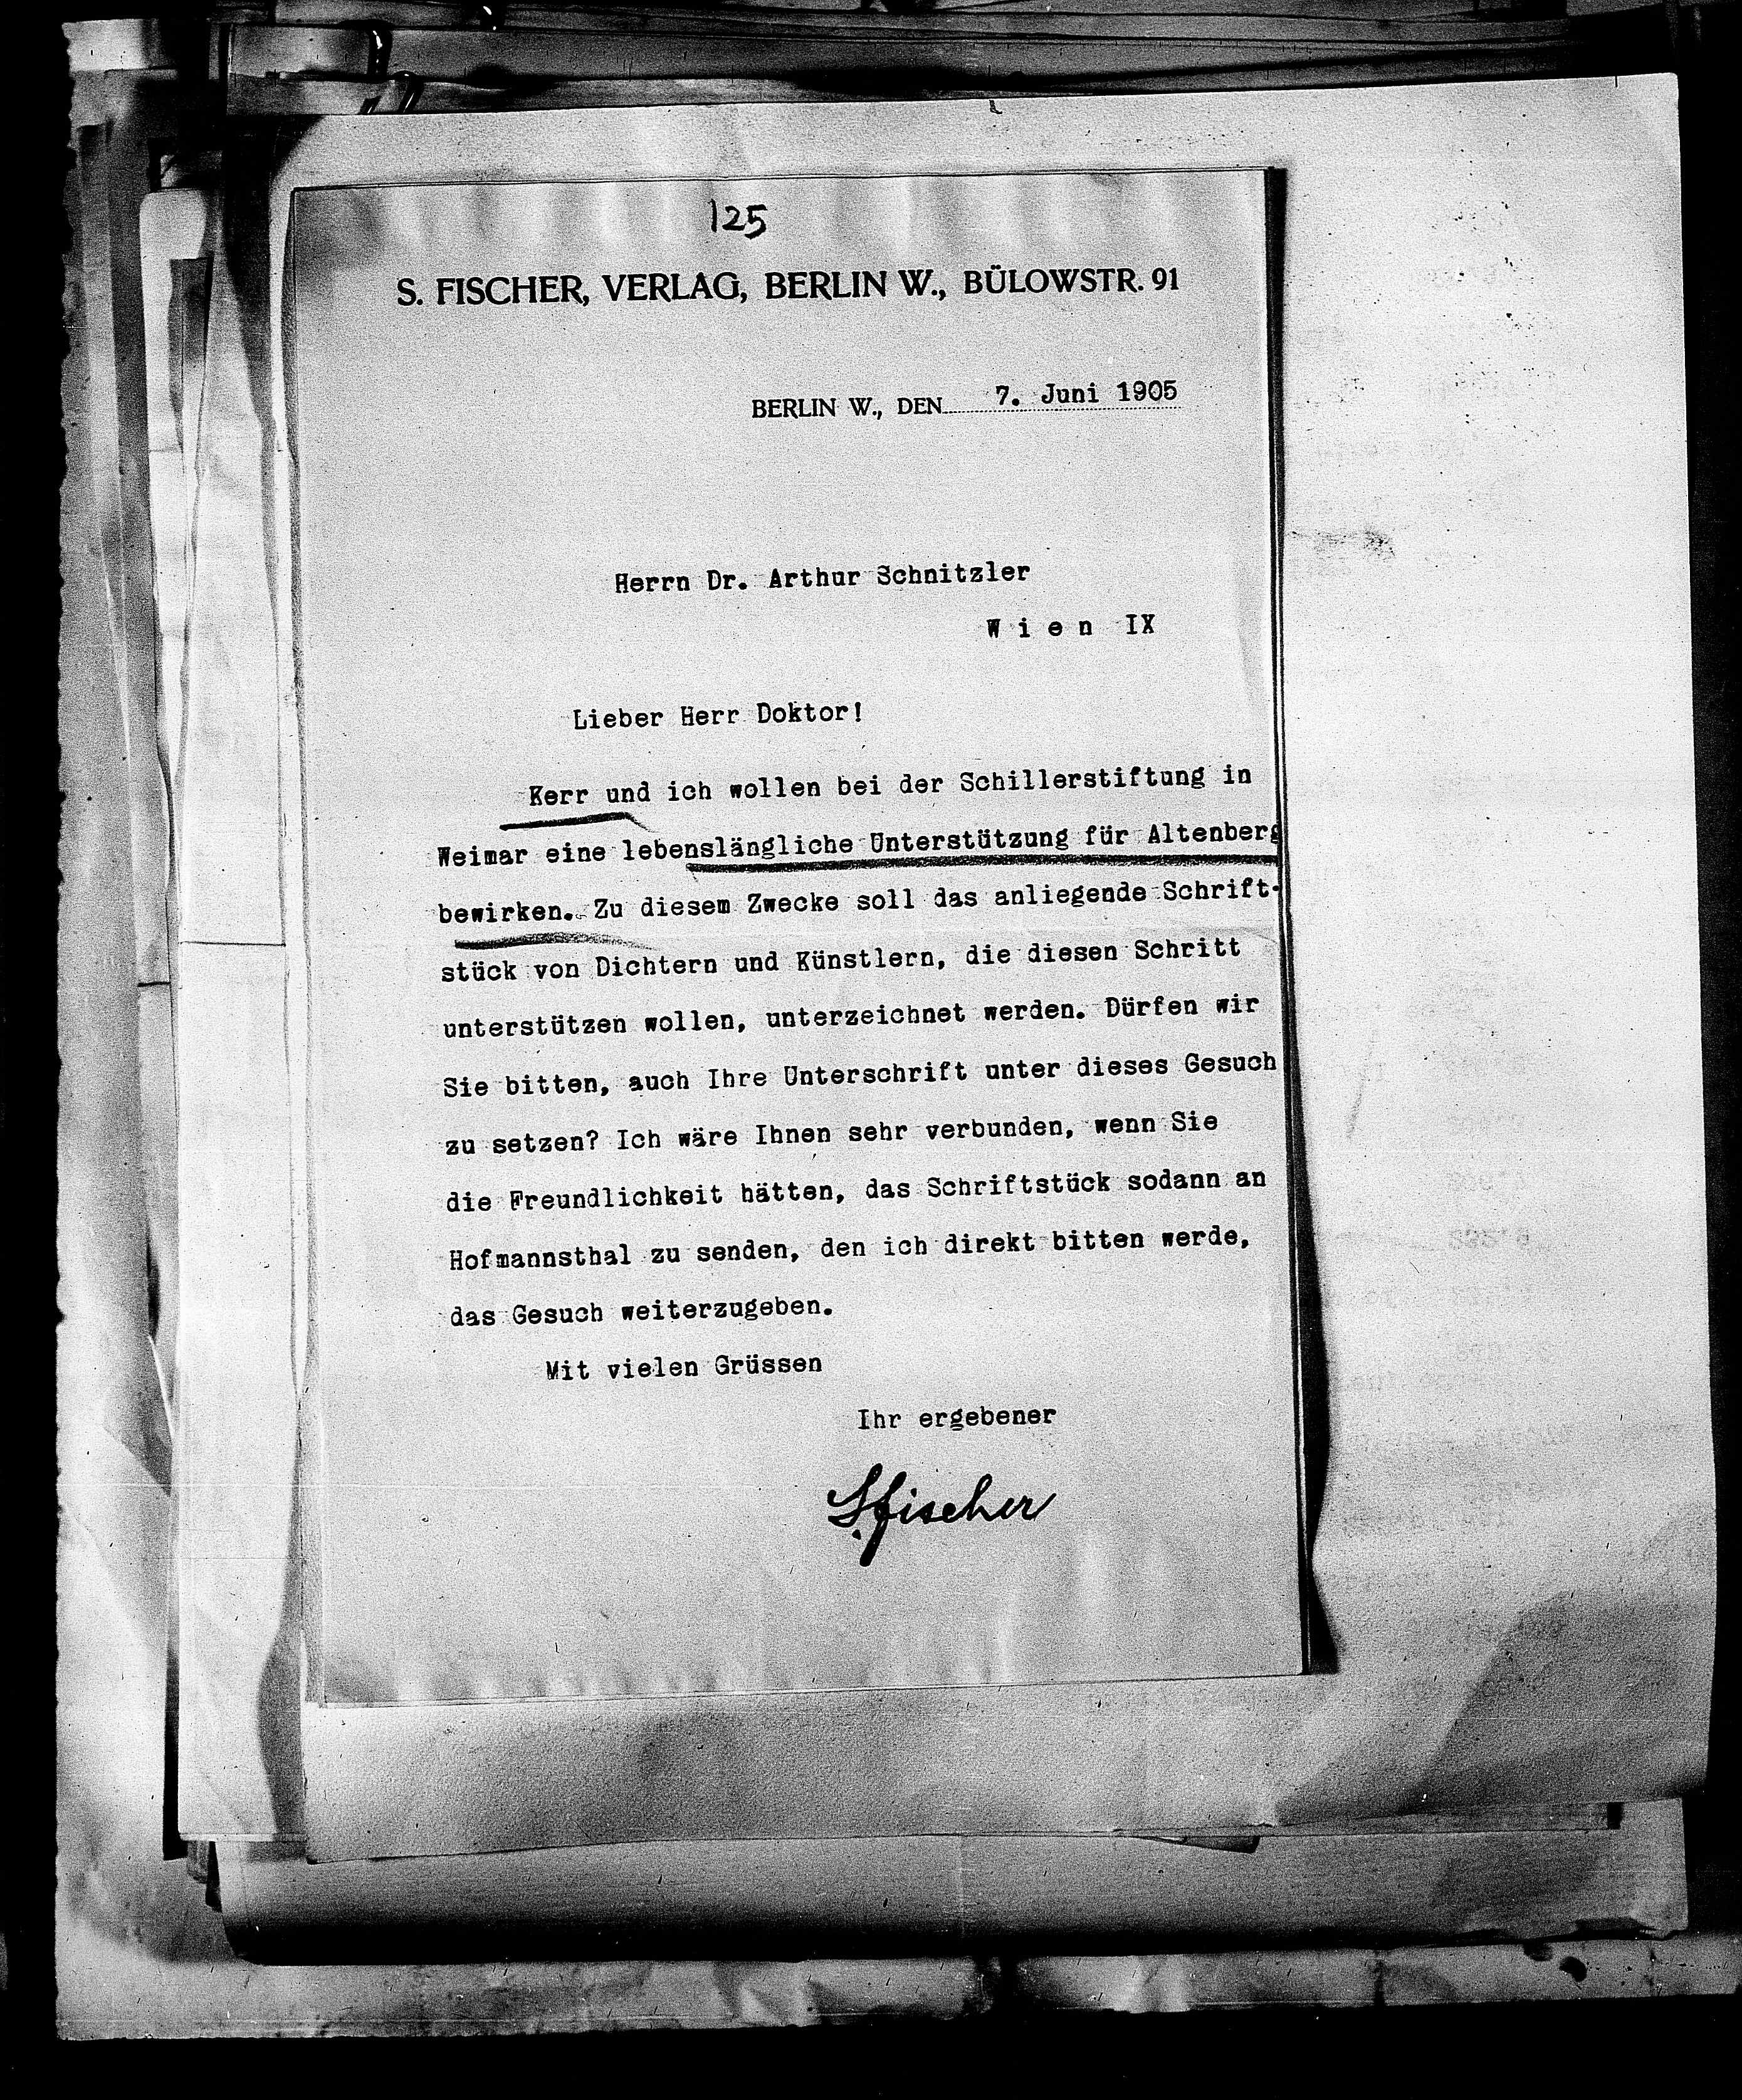 125
S. FISCHER, VERLAG, BERLIN W., BÜLOWSTR. 91
BERLIN W., DEN 7. Juni 1905
Herrn Dr. Arthur Schnitzler
Wien IX
Lieber Herr Doktor!
Kerr und ich wollen bei der Schillerstiftung in
Weimar eine lebenslängliche Unterstützung für Altenberg
bewirken. Zu diesem Zwecke soll das anliegende Schrift-
stück von Dichtern und Künstlern, die diesen Schritt
unterstützen wollen, unterzeichnet werden. Dürfen wir
Sie bitten, auch Ihre Unterschrift unter dieses Gesuch
zu setzen? Ich wäre Ihnen sehr verbunden, wenn Sie
die Freundlichkeit hätten, das Schriftstück sodann an
Hofmannsthal zu senden, den ich direkt bitten werde,
das Gesuch weiterzugeben.
Mit vielen Grüssen
Ihr ergebener
S. Fischer